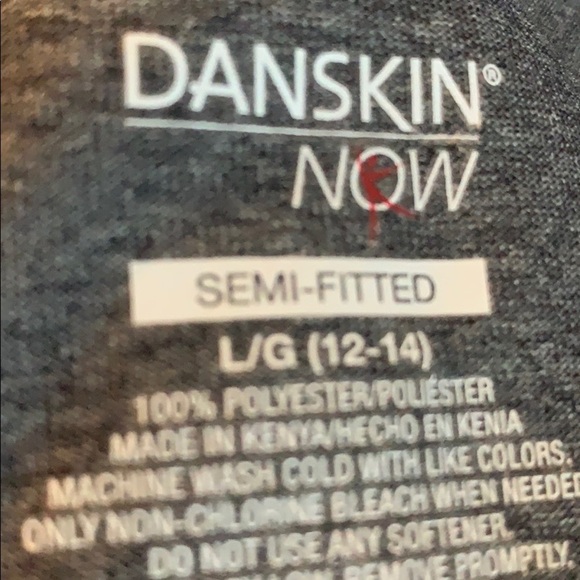 DANSKIN®
NOW
SEMI-FITTED
L/G (12-14)
100% POLYESTER/POLIÉSTER
MADE IN KENYA/HECHO EN KENIA
MACHINE WASH COLD WITH LIKE COLORS.
ONLY NON-CHLORINE BLEACH WHEN NEEDED
DO NOT USE ANY SOFTENER.
LOW. REMOVE PROMPTLY.